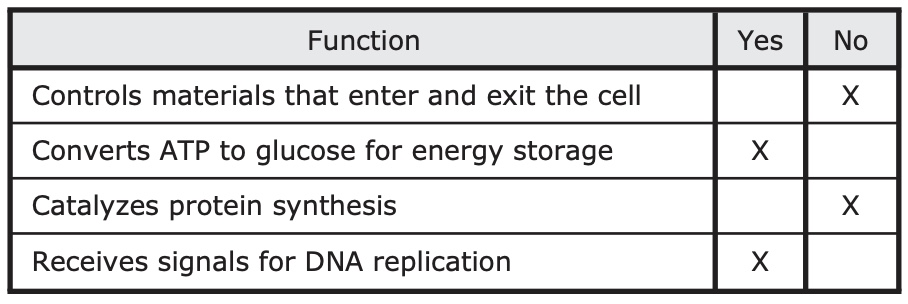 Function Yes No
Controls materials that enter and exit the cell X
Converts ATP to glucose for energy storage X
Catalyzes protein synthesis X
Receives signals for DNA replication X